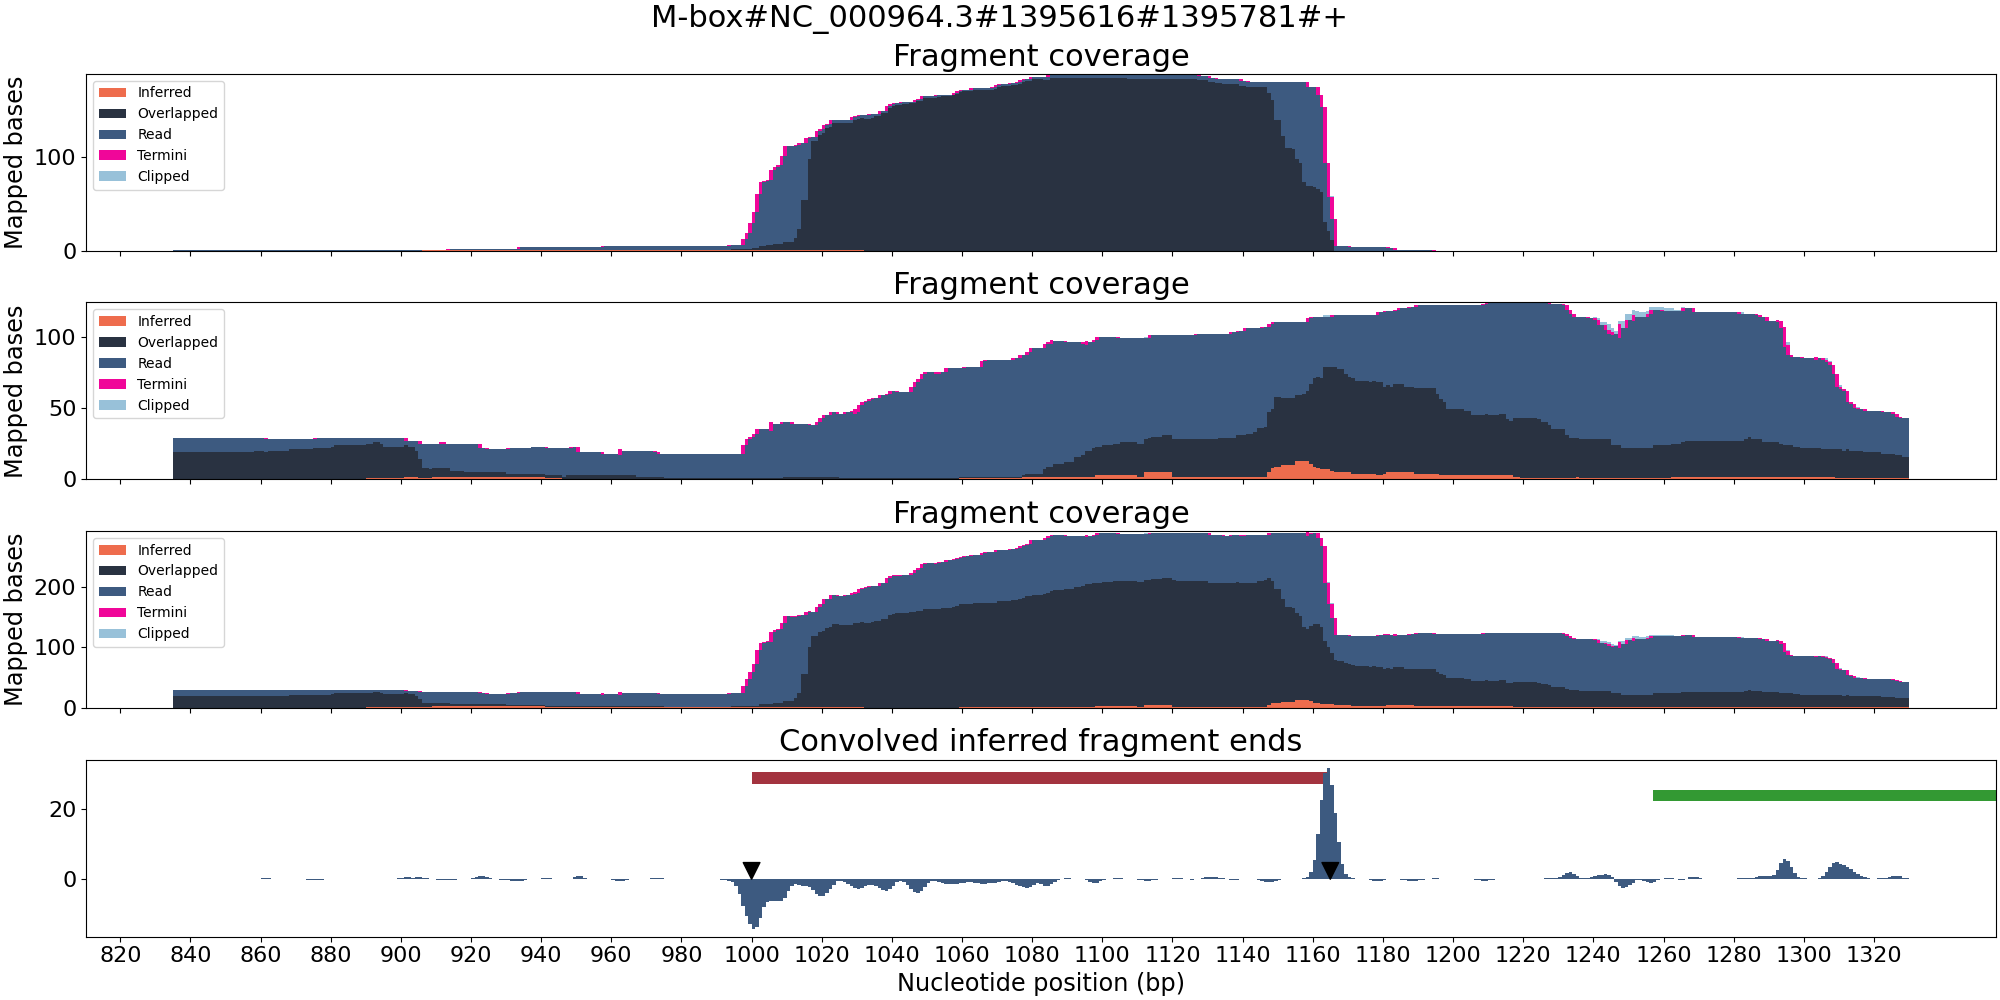 M-box#NC_000964.3#1395616#1395781#+
Fragment coverage
Mapped bases
100
0
Inferred
Overlapped
Read
Termini
Clipped
Fragment coverage
Mapped bases
100
50
0
Inferred
Overlapped
Read
Termini
Clipped
Fragment coverage
Mapped bases
200
100
0
Inferred
Overlapped
Read
Termini
Clipped
Convolved inferred fragment ends
20
0
820 840 860 880 900 920 940 960 980 1000 1020 1040 1060 1080 1100 1120 1140 1160 1180 1200 1220 1240 1260 1280 1300 1320
Nucleotide position (bp)